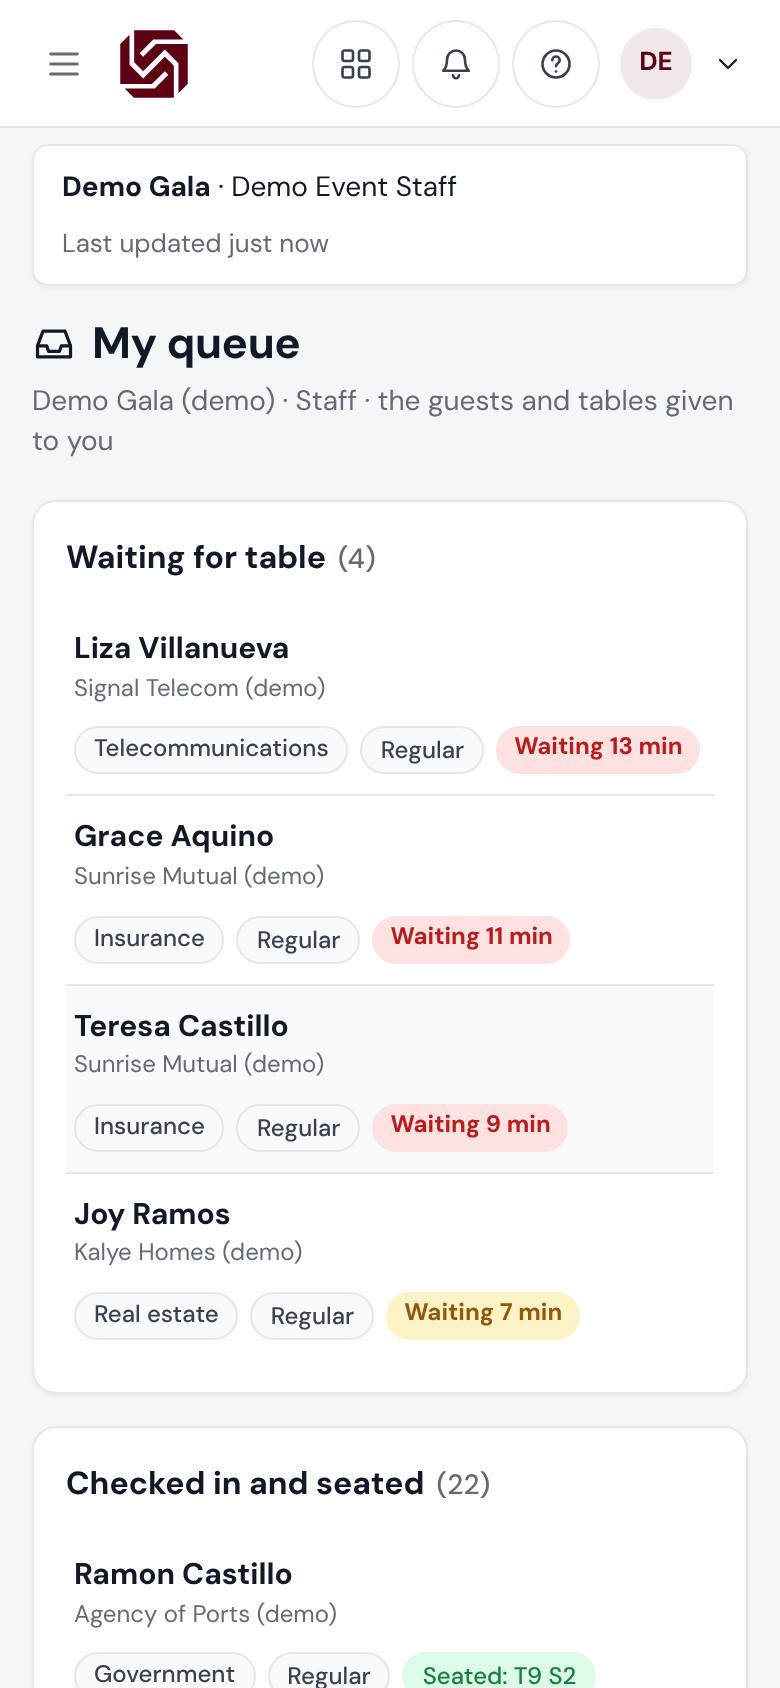 DE
Demo Gala · Demo Event Staff
Last updated just now
My queue
Demo Gala (demo) · Staff · the guests and tables given
to you
Waiting for table (4)
Liza Villanueva
Signal Telecom (demo)
Telecommunications Regular Waiting 13 min
Grace Aquino
Sunrise Mutual (demo)
Insurance Regular Waiting 11 min
Teresa Castillo
Sunrise Mutual (demo)
Insurance Regular Waiting 9 min
Joy Ramos
Kalye Homes (demo)
Real estate Regular Waiting 7 min
Checked in and seated (22)
Ramon Castillo
Agency of Ports (demo)
Government Regular Seated: T9 S2